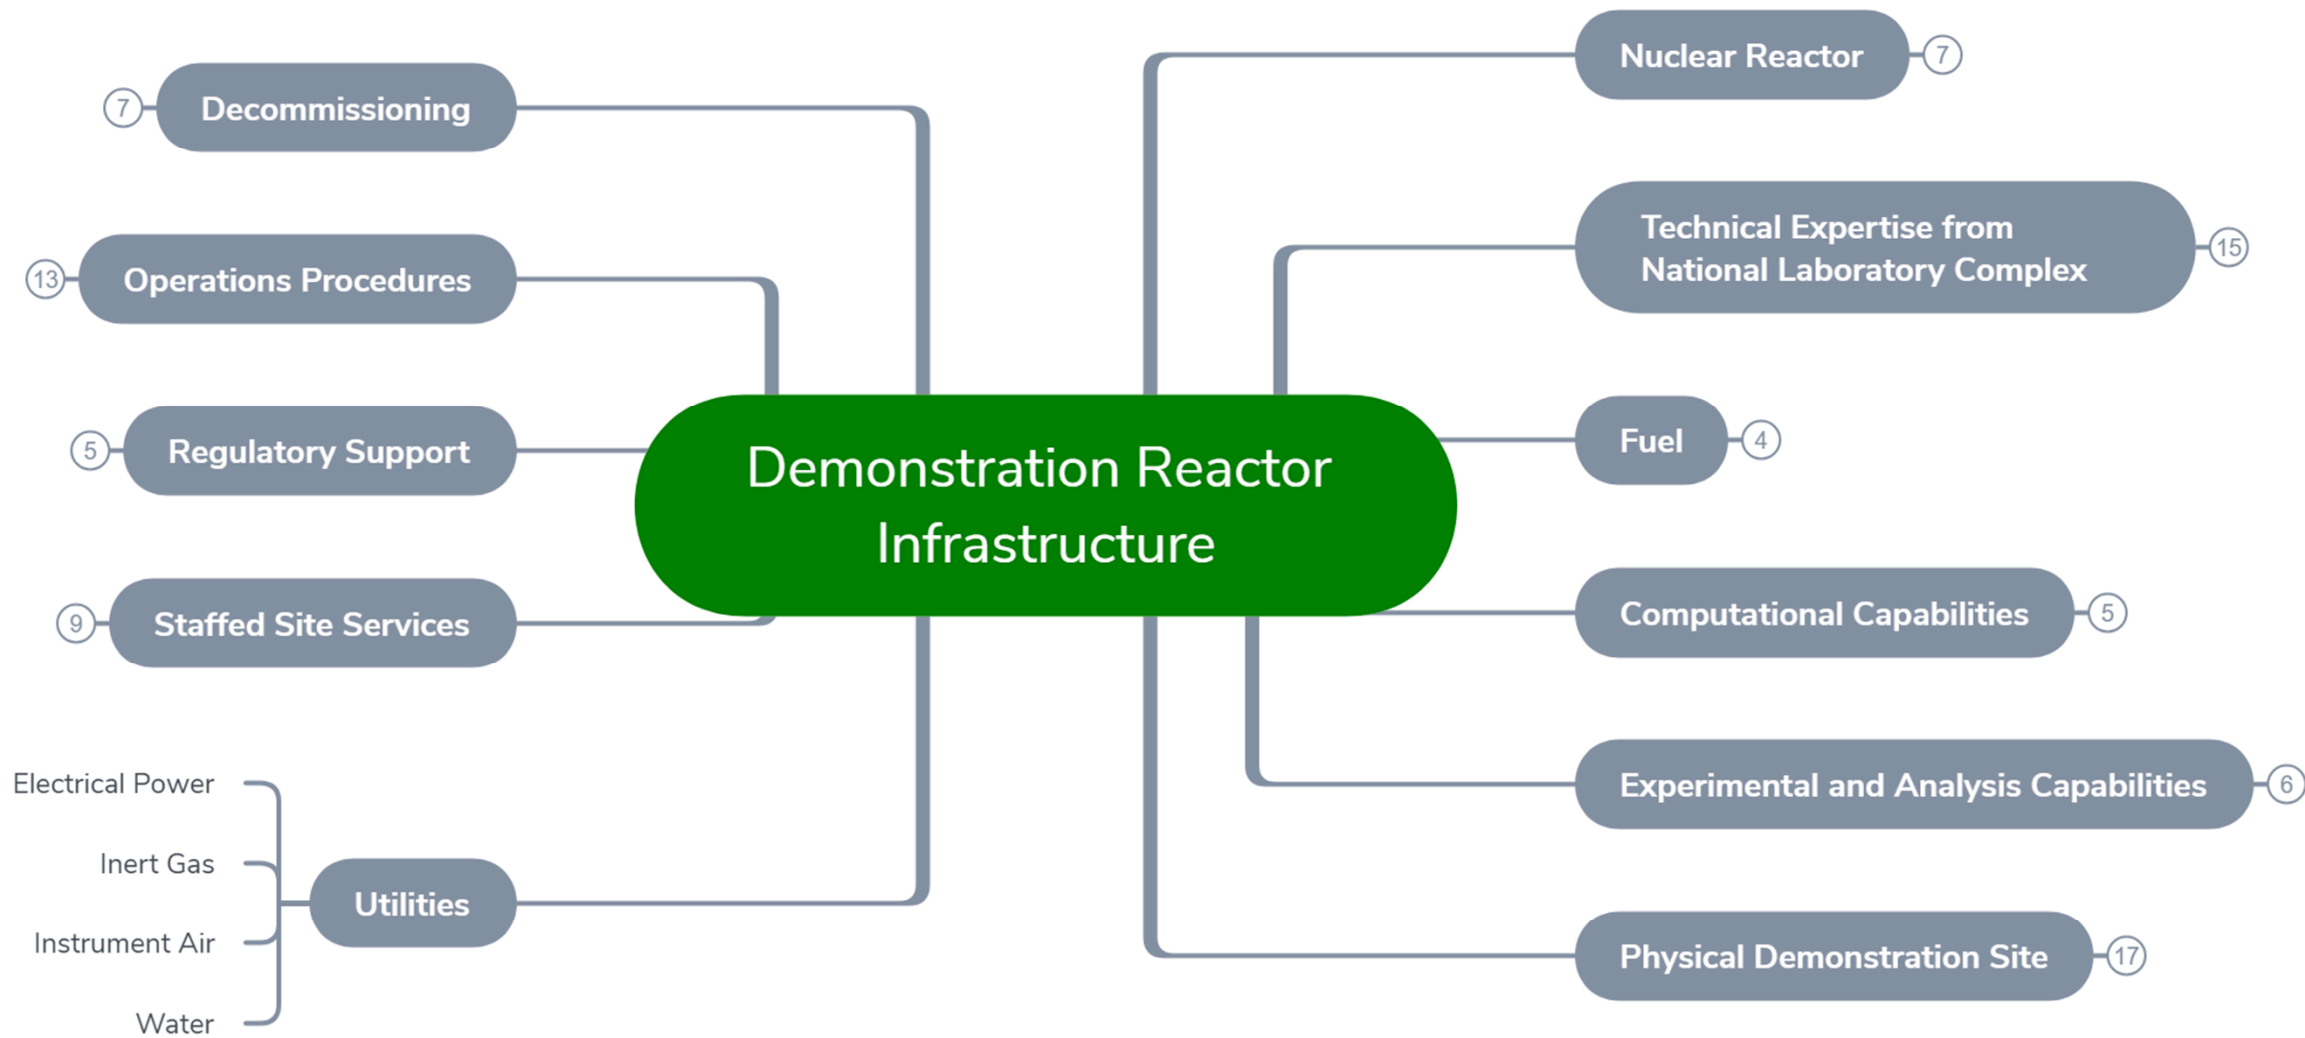 Nuclear Reactor
7
Decommissioning
7
Technical Expertise from
National Laboratory Complex
15
Operations Procedures
13
Fuel
4
Regulatory Support
5
Demonstration Reactor
Infrastructure
Computational Capabilities
5
Staffed Site Services
9
Experimental and Analysis Capabilities
6
Utilities
Electrical Power
Inert Gas
Instrument Air
Water
Physical Demonstration Site
17